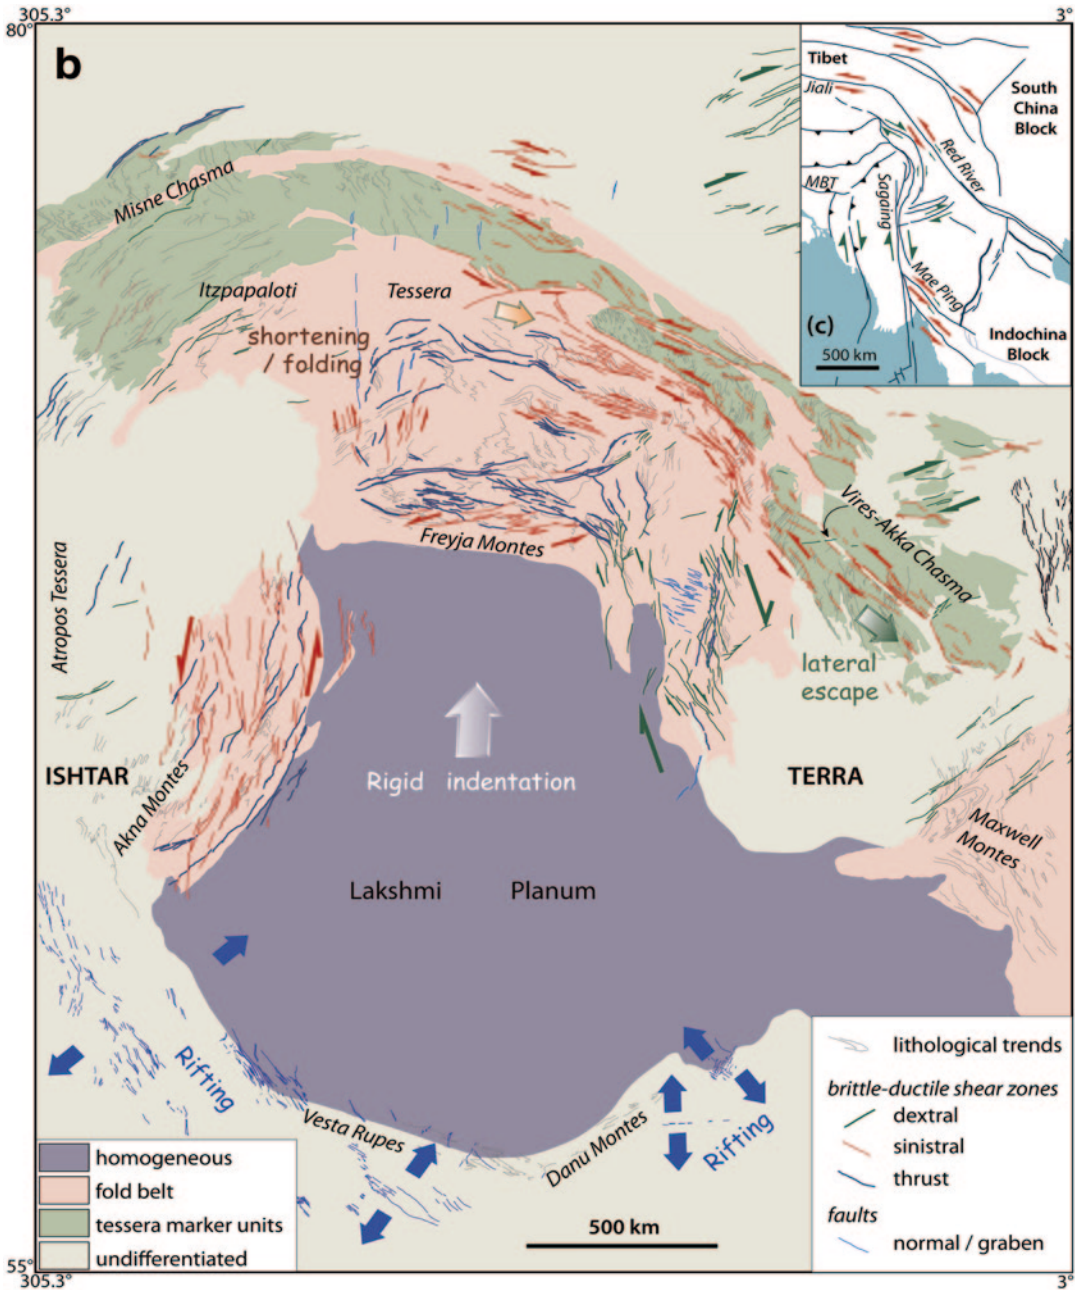 305.3°
3°
80°
b
Tibet
Jiali
South
China
Block
Red River
MBT
Sagaing
Mae Ping
(c)
500 km
Indochina
Block
Misne Chasma
Itzpapaloti
Tessera
shortening
/ folding
Freyja Montes
Vires-Akka Chasma
Atropos Tessera
lateral
escape
ISHTAR
TERRA
Akna Montes
Rigid indentation
Maxwell
Montes
Lakshmi Planum
Rifting
Vesta Rupes
Danu Montes
Rifting
homogeneous
fold belt
tessera marker units
undifferentiated
500 km
lithological trends
brittle-ductile shear zones
dextral
sinistral
thrust
faults
normal / graben
55°
305.3°
3°